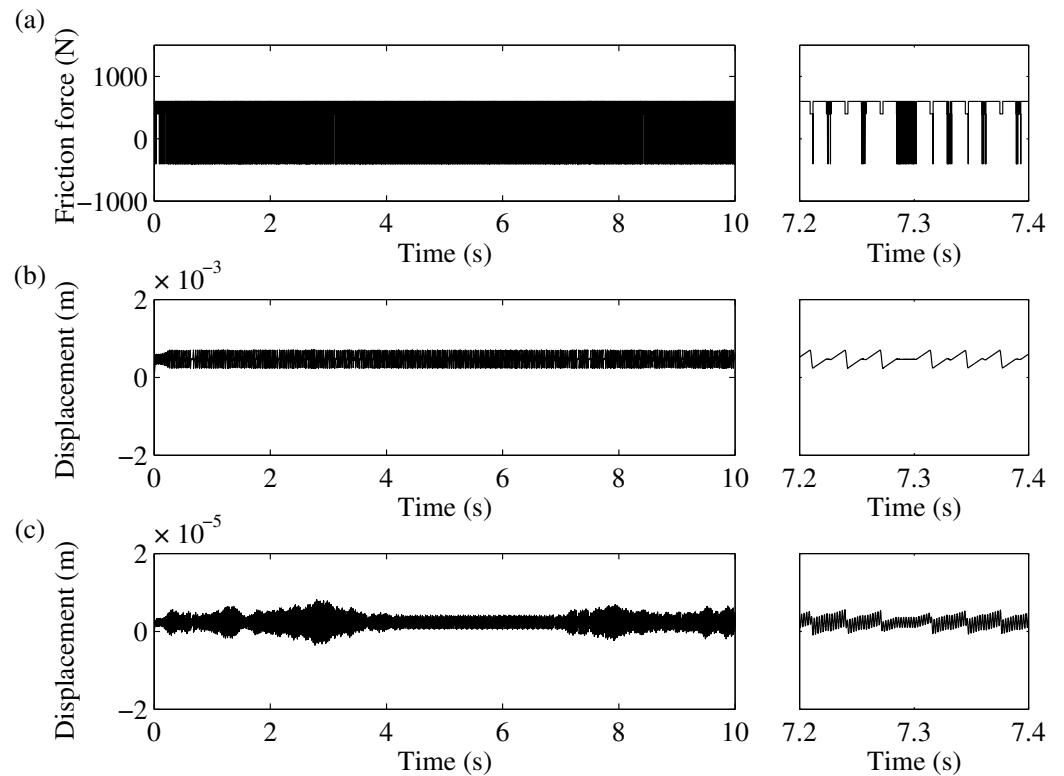 (a)
Friction force (N)
1000
0
−1000
0 2 4 6 8 10
Time (s)
7.2 7.3 7.4
Time (s)
(b)
× 10⁻³
Displacement (m)
2
0
−2
0 2 4 6 8 10
Time (s)
7.2 7.3 7.4
Time (s)
(c)
× 10⁻⁵
Displacement (m)
2
0
−2
0 2 4 6 8 10
Time (s)
7.2 7.3 7.4
Time (s)